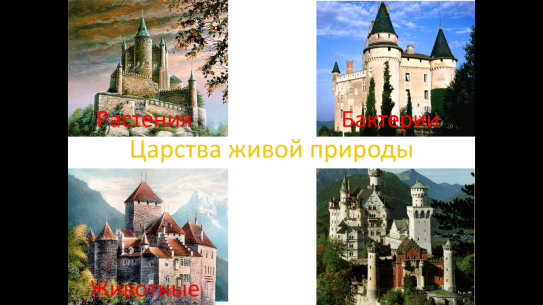 Растения
Бактерии
Царства живой природы
Животные